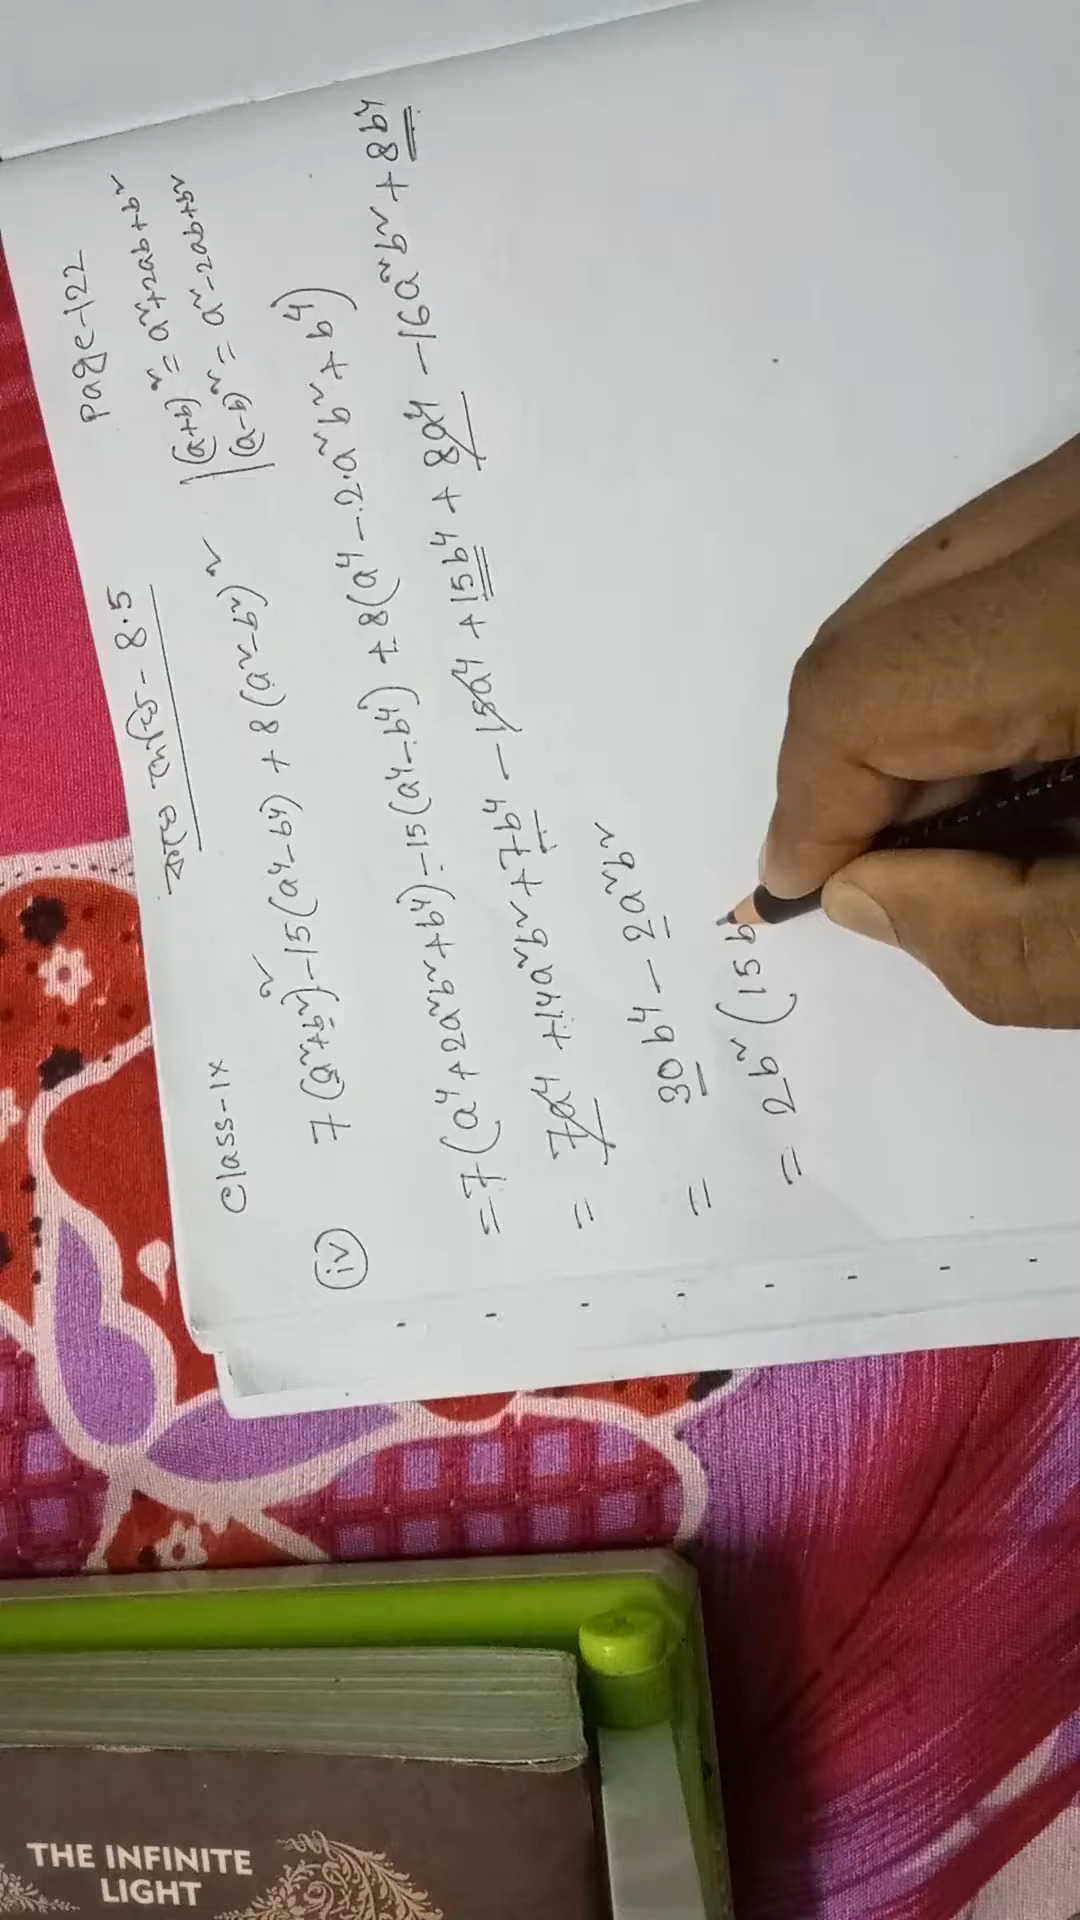 Class-IX
কষে দেখি - 8.5
Page-122
(a+b)² = a²+2ab+b²
(a-b)² = a²-2ab+b²
(iv) 7(a²+b²)²-15(a⁴-b⁴)+8(a²-b²)²
=7(a⁴+2a²b²+b⁴)-15(a⁴-b⁴)+8(a⁴-2.a²b²+b⁴)
= 7a⁴+14a²b²+7b⁴-15a⁴+15b⁴+8a⁴-16a²b²+8b⁴
= 30b⁴-2a²b²
= 2b²(15b
THE INFINITE
LIGHT